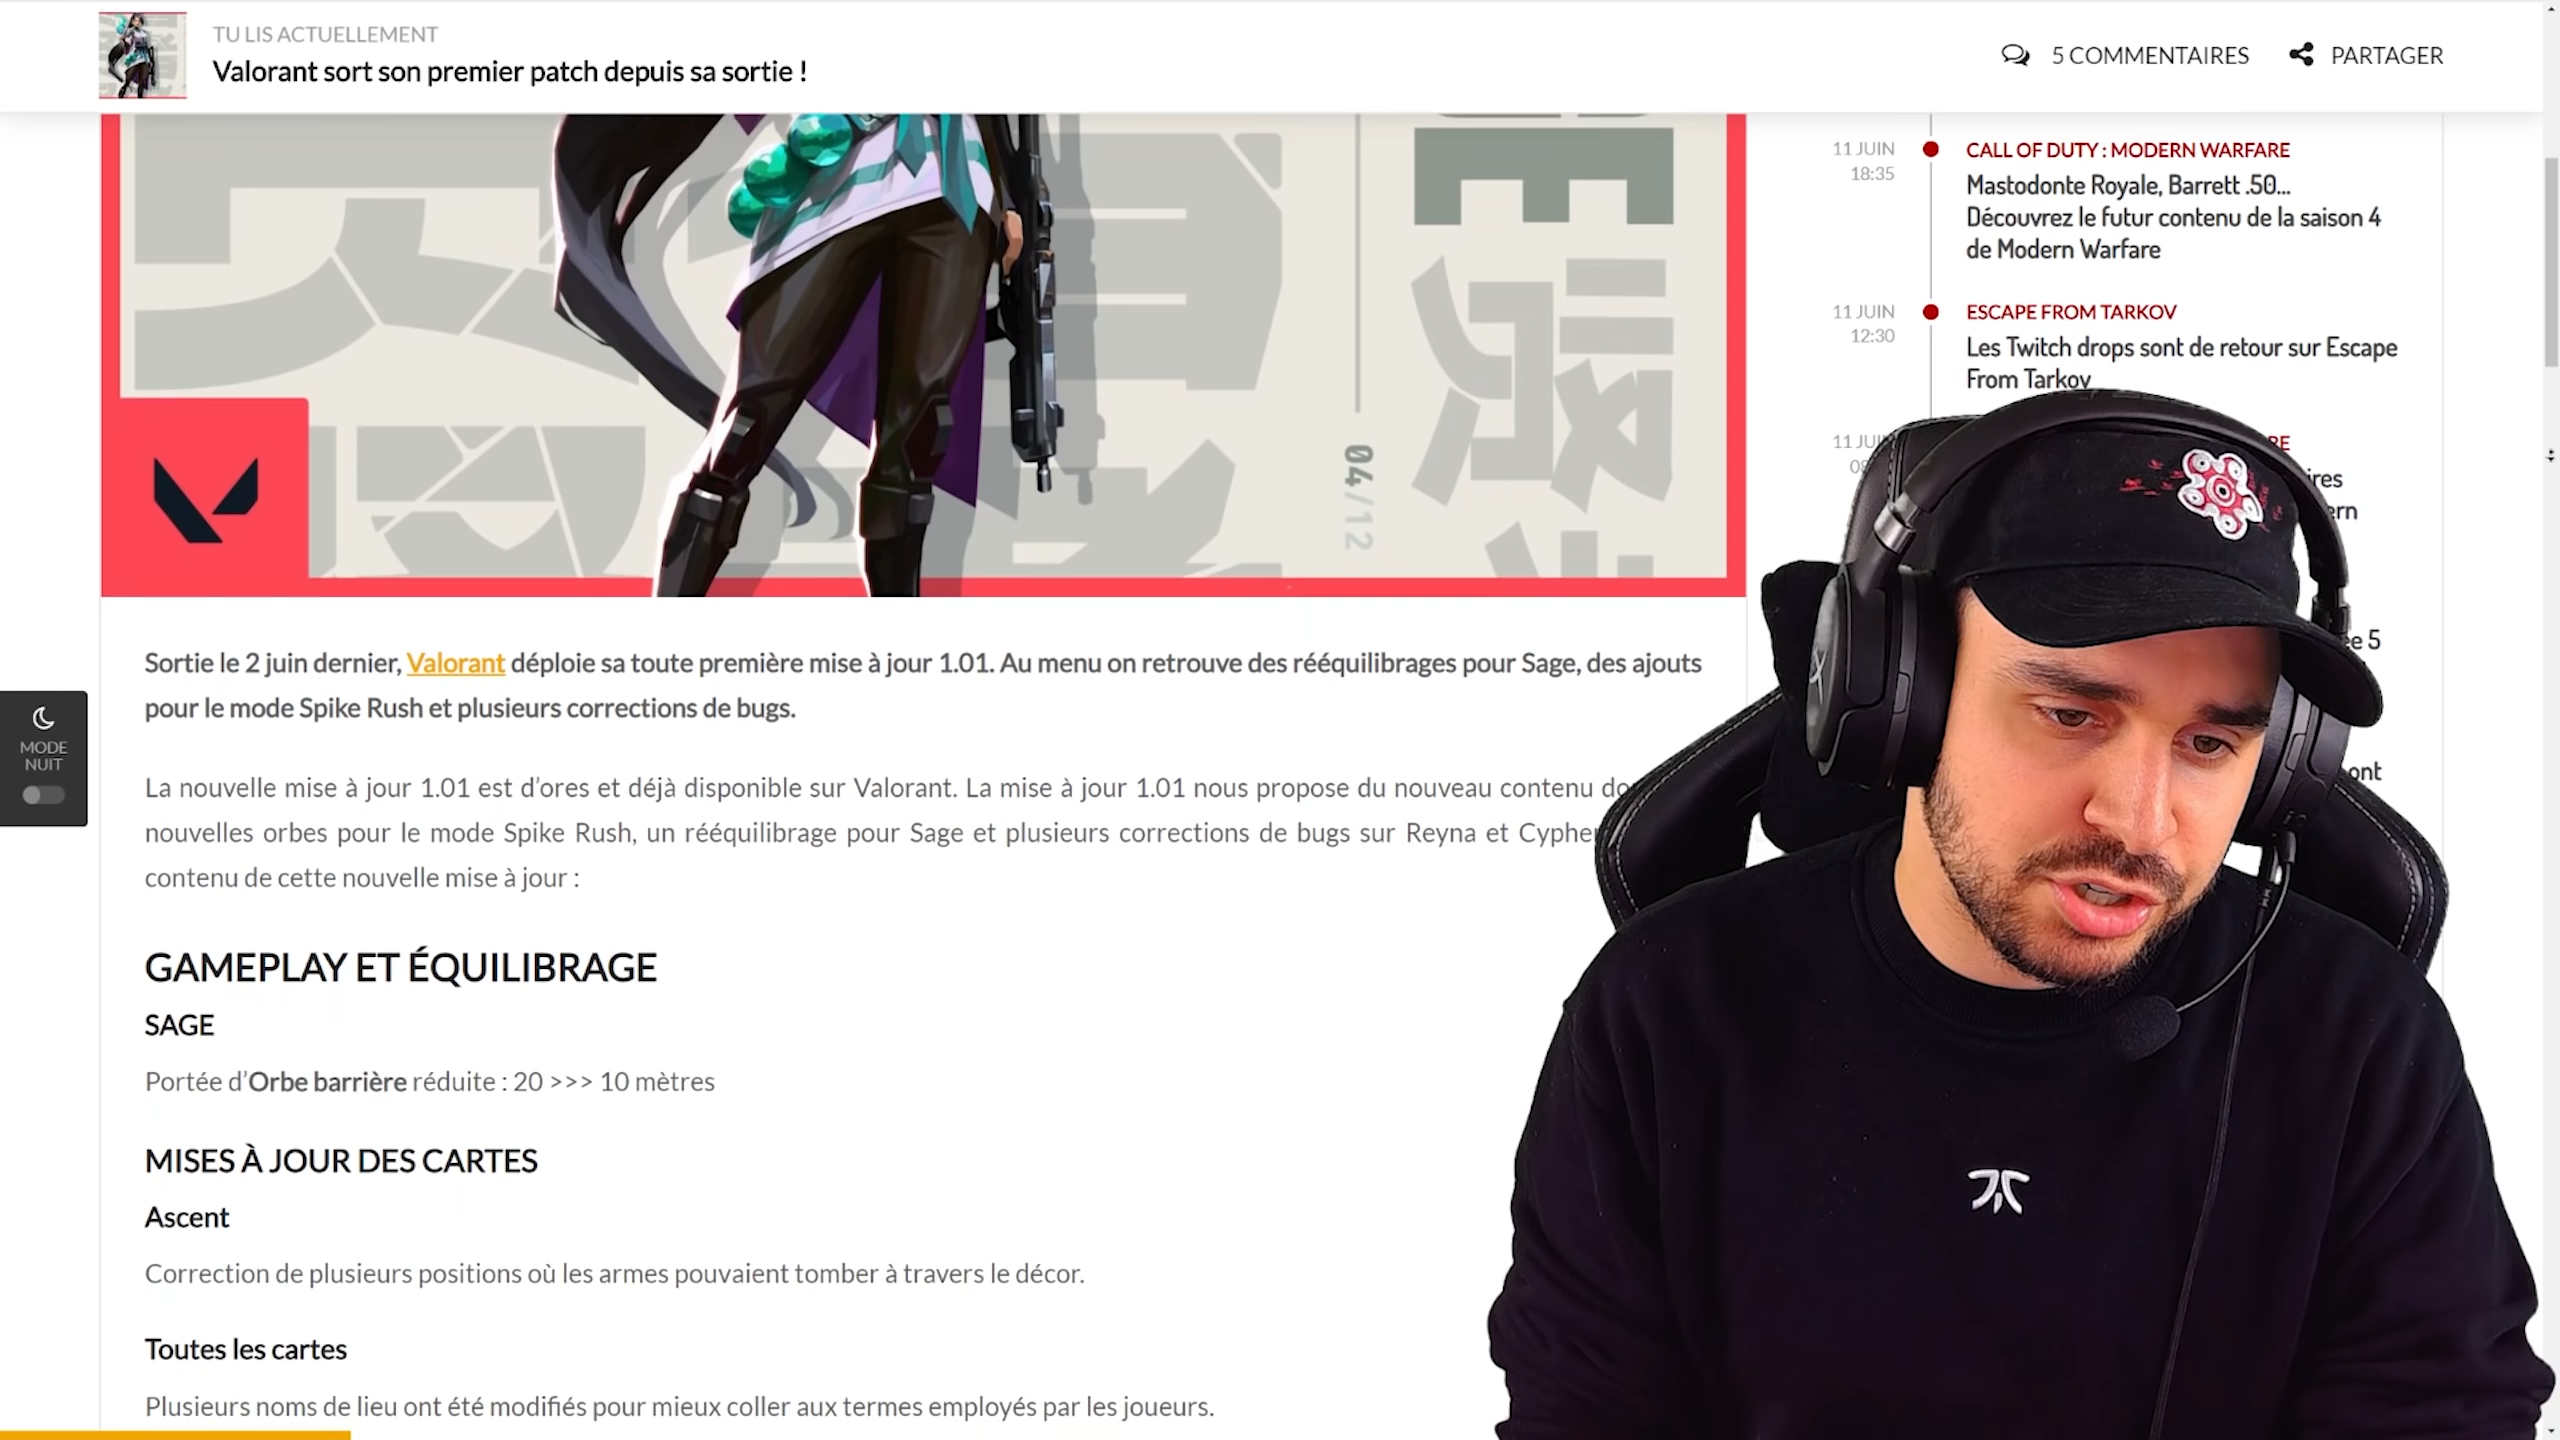 TU LIS ACTUELLEMENT
Valorant sort son premier patch depuis sa sortie !
5 COMMENTAIRES
PARTAGER
04/12
Sortie le 2 juin dernier, Valorant déploie sa toute première mise à jour 1.01. Au menu on retrouve des rééquilibrages pour Sage, des ajouts
pour le mode Spike Rush et plusieurs corrections de bugs.
La nouvelle mise à jour 1.01 est d’ores et déjà disponible sur Valorant. La mise à jour 1.01 nous propose du nouveau contenu
nouvelles orbes pour le mode Spike Rush, un rééquilibrage pour Sage et plusieurs corrections de bugs sur Reyna et Cypher
contenu de cette nouvelle mise à jour :
GAMEPLAY ET ÉQUILIBRAGE
SAGE
Portée d’Orbe barrière réduite : 20 >>> 10 mètres
MISES À JOUR DES CARTES
Ascent
Correction de plusieurs positions où les armes pouvaient tomber à travers le décor.
Toutes les cartes
Plusieurs noms de lieu ont été modifiés pour mieux coller aux termes employés par les joueurs.
MODE
NUIT
11 JUIN
18:35
CALL OF DUTY : MODERN WARFARE
Mastodonte Royale, Barrett .50...
Découvrez le futur contenu de la saison 4
de Modern Warfare
11 JUIN
12:30
ESCAPE FROM TARKOV
Les Twitch drops sont de retour sur Escape
From Tarkov
11
5